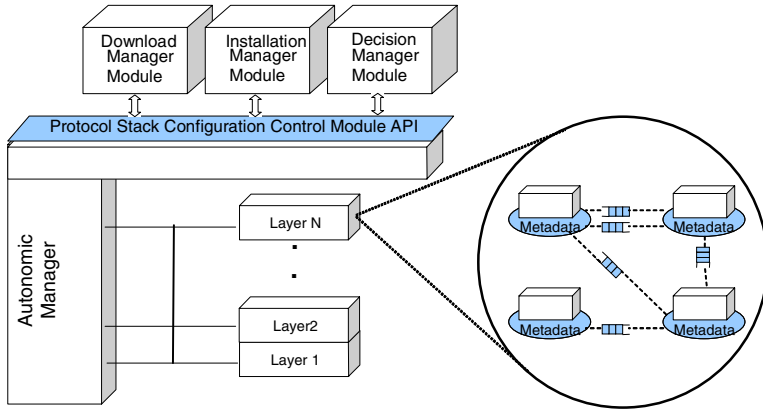 Download
Manager
Module
Installation
Manager
Module
Decision
Manager
Module
Protocol Stack Configuration Control Module API
Autonomic
Manager
Layer N
Layer2
Layer 1
Metadata
Metadata
Metadata
Metadata